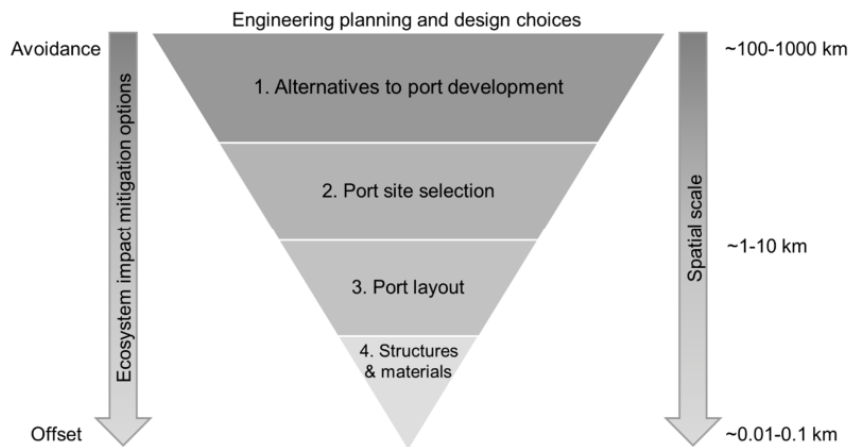 Engineering planning and design choices
Avoidance
~100-1000 km
1. Alternatives to port development
Ecosystem impact mitigation options
2. Port site selection
Spatial scale
~1-10 km
3. Port layout
4. Structures
& materials
Offset
~0.01-0.1 km